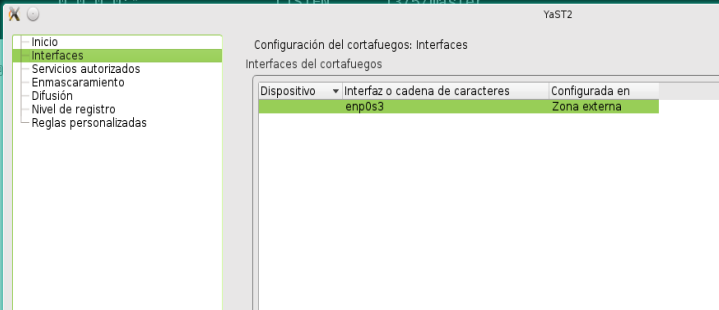 YaST2
Inicio
Interfaces
Servicios autorizados
Enmascaramiento
Difusión
Nivel de registro
Reglas personalizadas
Configuración del cortafuegos: Interfaces
Interfaces del cortafuegos
Dispositivo Interfaz o cadena de caracteres Configurada en
enp0s3 Zona externa